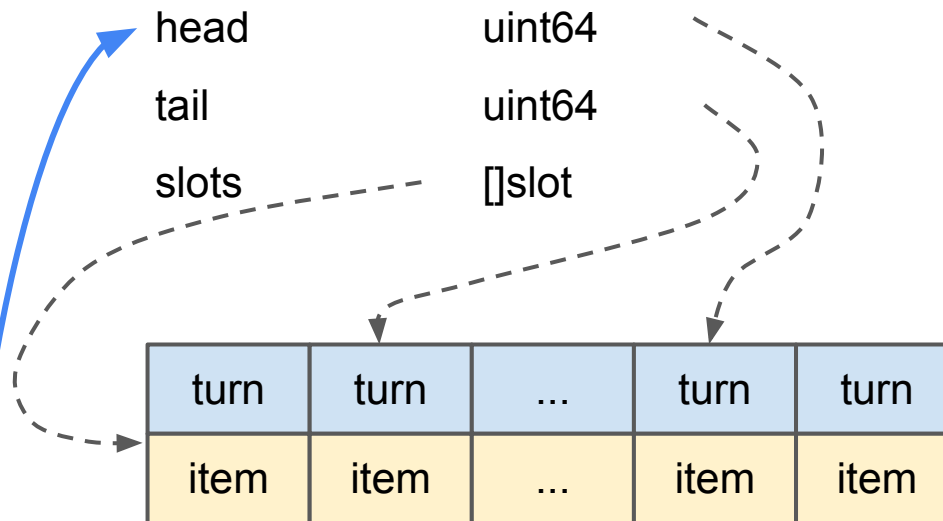 head uint64
tail uint64
slots []slot
turn turn ... turn turn
item item ... item item